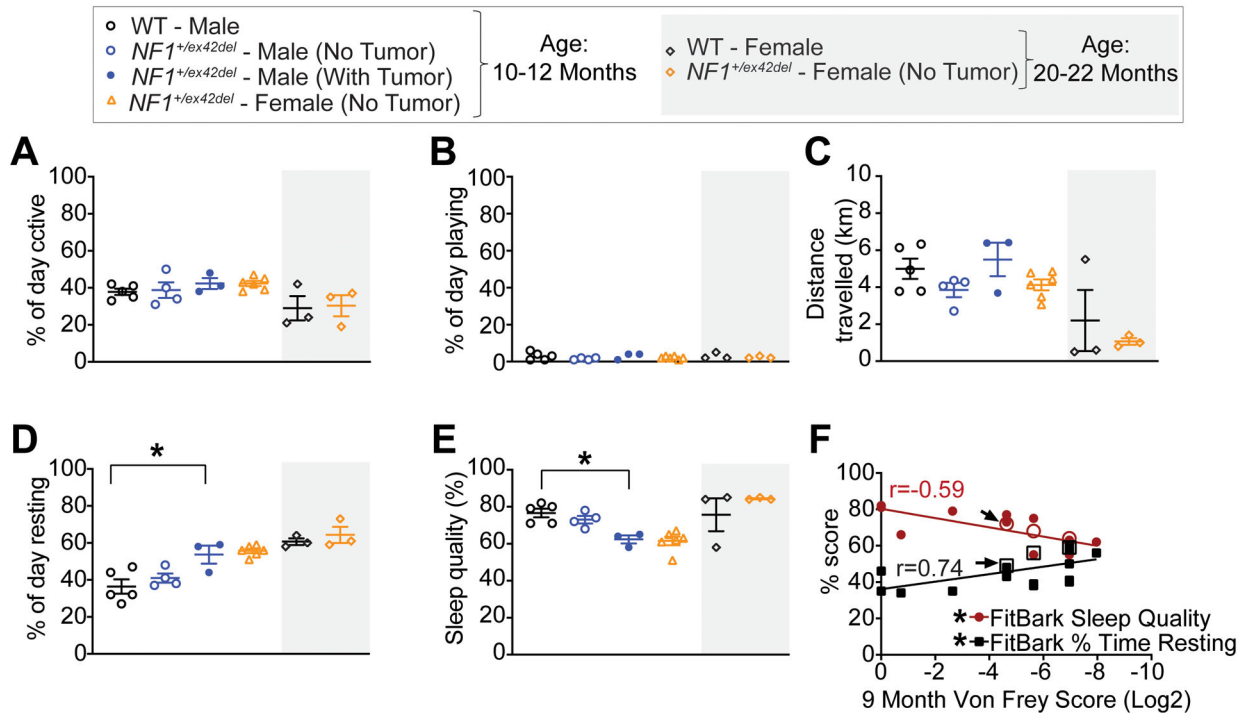 WT - Male
NF1+/ex42del - Male (No Tumor)
NF1+/ex42del - Male (With Tumor)
NF1+/ex42del - Female (No Tumor)
Age:
10-12 Months
WT - Female
NF1+/ex42del - Female (No Tumor)
Age:
20-22 Months
A
% of day cctive
100
80
60
40
20
0
B
% of day playing
100
80
60
40
20
0
C
Distance
travelled (km)
10
8
6
4
2
0
D
% of day resting
100
80
60
40
20
0
*
E
Sleep quality (%)
100
80
60
40
20
0
*
F
% score
100
80
60
40
20
0
r=-0.59
r=0.74
* FitBark Sleep Quality
* FitBark % Time Resting
0 -2 -4 -6 -8 -10
9 Month Von Frey Score (Log2)